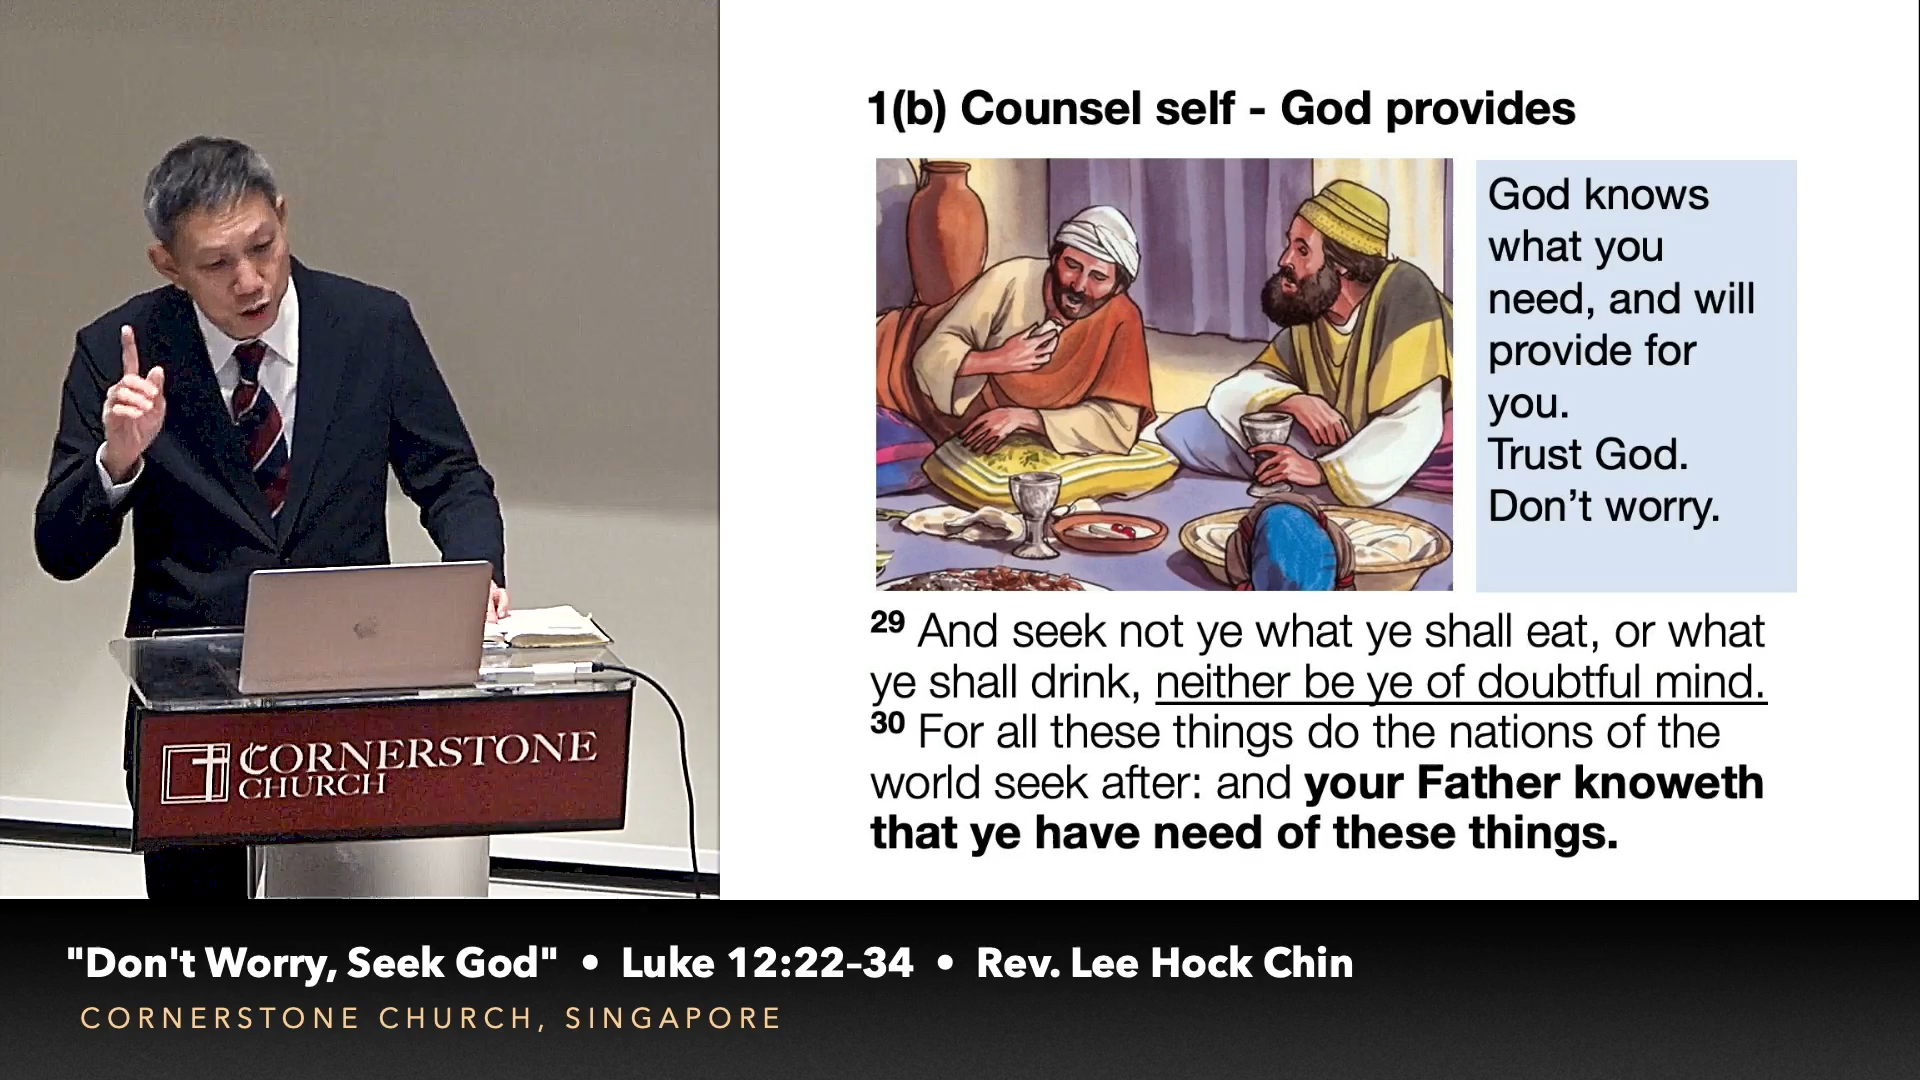 1(b) Counsel self - God provides
God knows
what you
need, and will
provide for
you.
Trust God.
Don’t worry.
29 And seek not ye what ye shall eat, or what
ye shall drink, neither be ye of doubtful mind.
30 For all these things do the nations of the
world seek after: and your Father knoweth
that ye have need of these things.
CORNERSTONE
CHURCH
"Don't Worry, Seek God" • Luke 12:22–34 • Rev. Lee Hock Chin
CORNERSTONE CHURCH, SINGAPORE